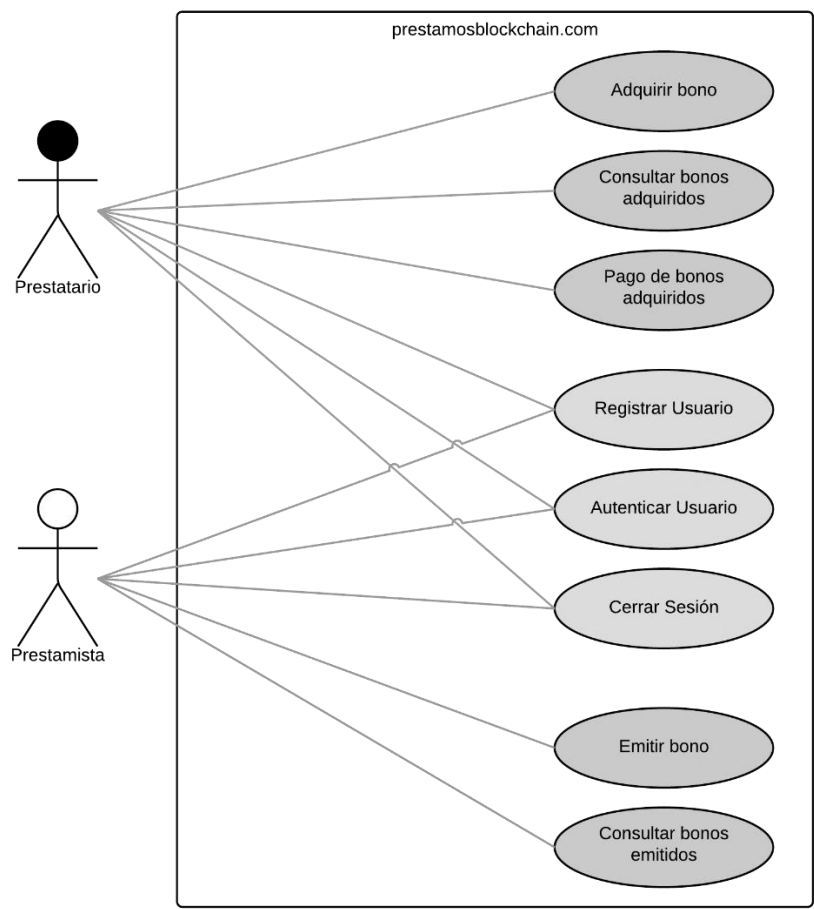 prestamosblockchain.com
Adquirir bono
Consultar bonos
adquiridos
Prestatario
Pago de bonos
adquiridos
Registrar Usuario
Autenticar Usuario
Cerrar Sesión
Prestamista
Emitir bono
Consultar bonos
emitidos